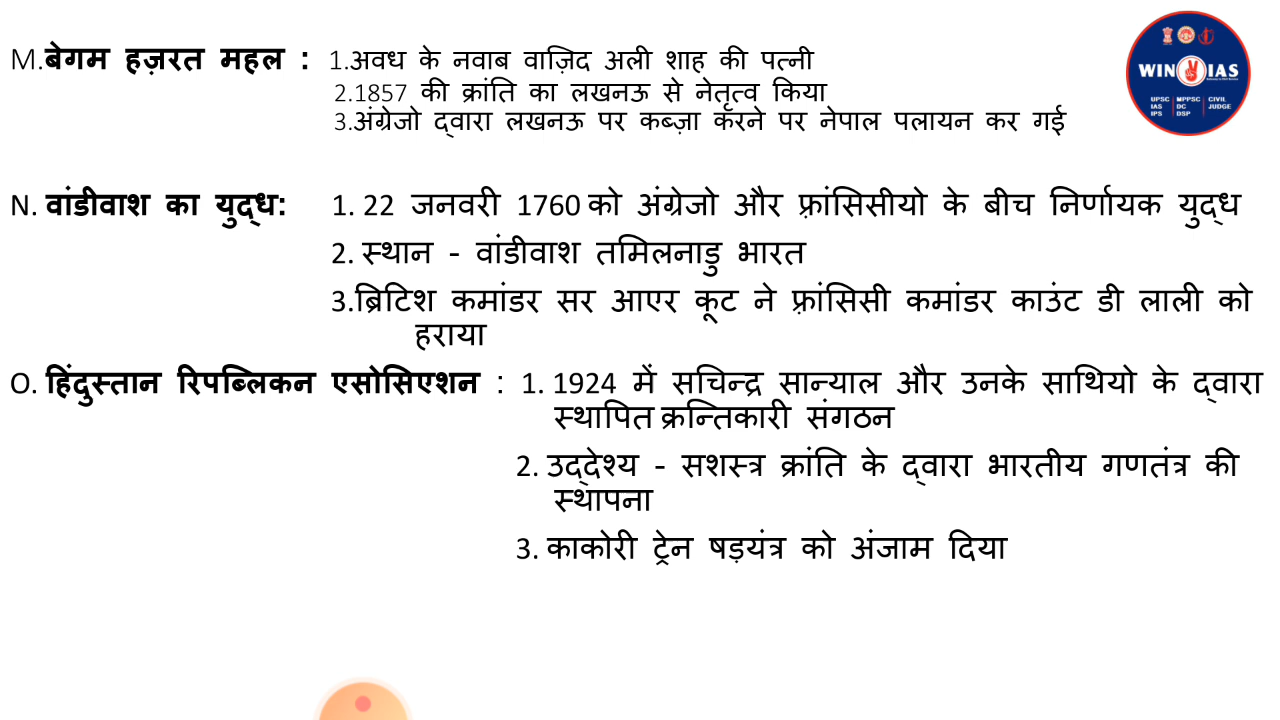 M.बेगम हज़रत महल : 1.अवध के नवाब वाज़िद अली शाह की पत्नी
2.1857 की क्रांति का लखनऊ से नेतृत्व किया
3.अंग्रेजो द्वारा लखनऊ पर कब्ज़ा करने पर नेपाल पलायन कर गई
WIN IAS
UPSC IAS IPS
MPPSC DC DSP
CIVIL JUDGE
N. वांडीवाश का युद्ध: 1. 22 जनवरी 1760 को अंग्रेजो और फ़्रांसिसीयो के बीच निर्णायक युद्ध
2. स्थान - वांडीवाश तमिलनाडु भारत
3.ब्रिटिश कमांडर सर आएर कूट ने फ़्रांसिसी कमांडर काउंट डी लाली को
हराया
O. हिंदुस्तान रिपब्लिकन एसोसिएशन : 1. 1924 में सचिन्द्र सान्याल और उनके साथियो के द्वारा
स्थापित क्रन्तिकारी संगठन
2. उद्देश्य - सशस्त्र क्रांति के द्वारा भारतीय गणतंत्र की
स्थापना
3. काकोरी ट्रेन षड़यंत्र को अंजाम दिया